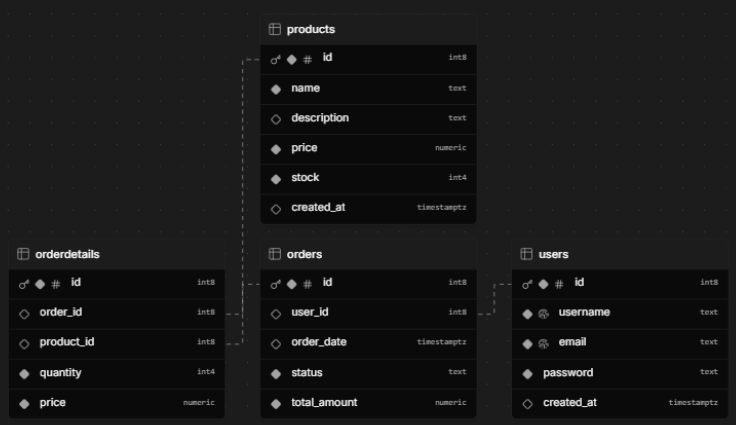 products
id int8
name text
description text
price numeric
stock int4
created_at timestamptz
orderdetails
id int8
order_id int8
product_id int8
quantity int4
price numeric
orders
id int8
user_id int8
order_date timestamptz
status text
total_amount numeric
users
id int8
username text
email text
password text
created_at timestamptz